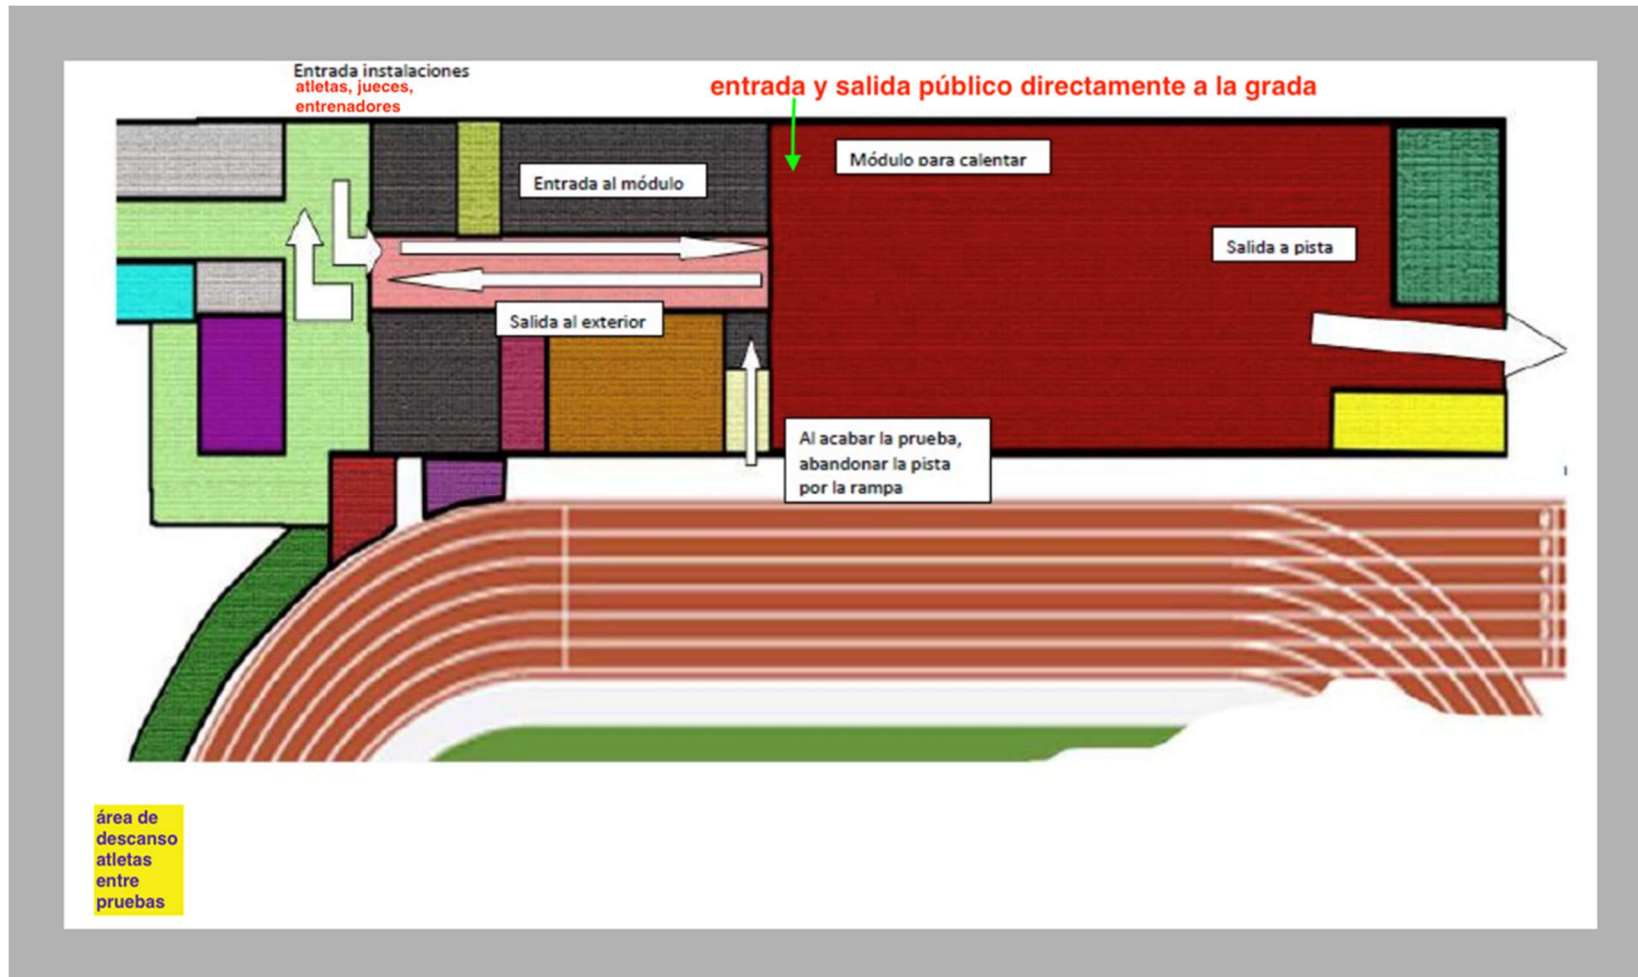 Entrada instalaciones
atletas, jueces,
entrenadores
entrada y salida público directamente a la grada
Módulo para calentar
Entrada al módulo
Salida a pista
Salida al exterior
Al acabar la prueba,
abandonar la pista
por la rampa
área de
descanso
atletas
entre
pruebas